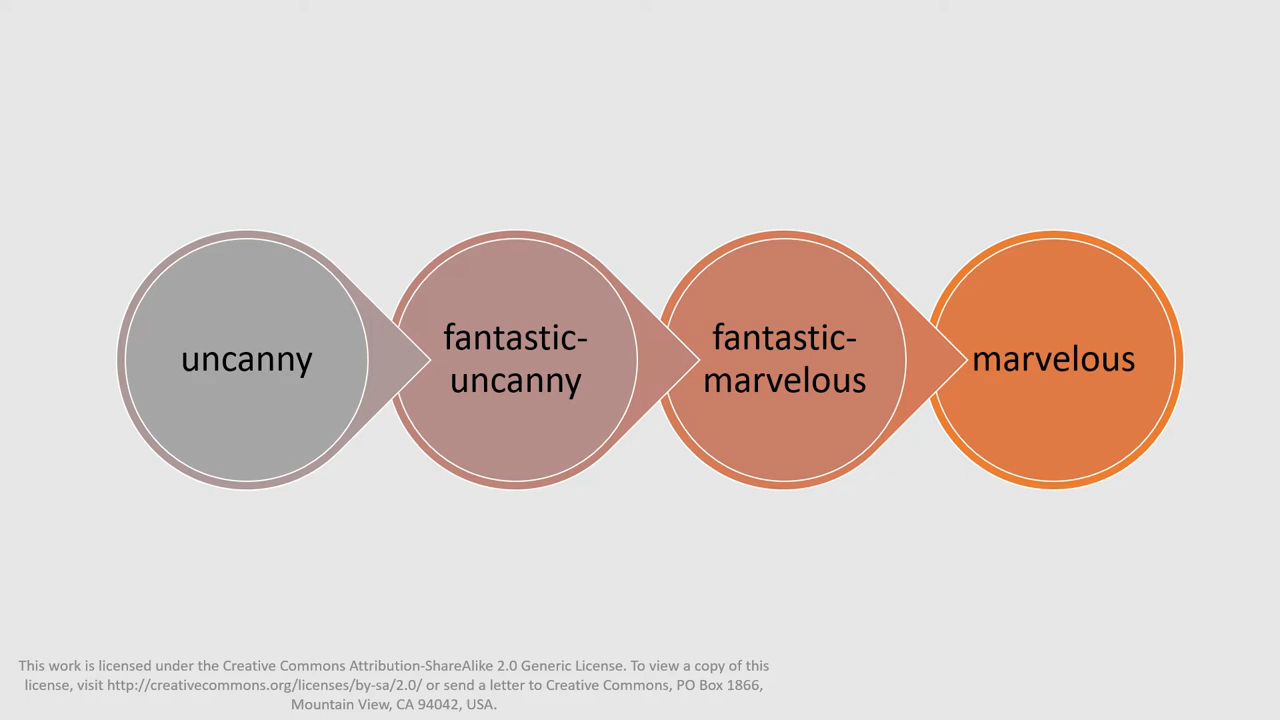 uncanny
fantastic-
uncanny
fantastic-
marvelous
marvelous
This work is licensed under the Creative Commons Attribution-ShareAlike 2.0 Generic License. To view a copy of this
license, visit http://creativecommons.org/licenses/by-sa/2.0/ or send a letter to Creative Commons, PO Box 1866,
Mountain View, CA 94042, USA.